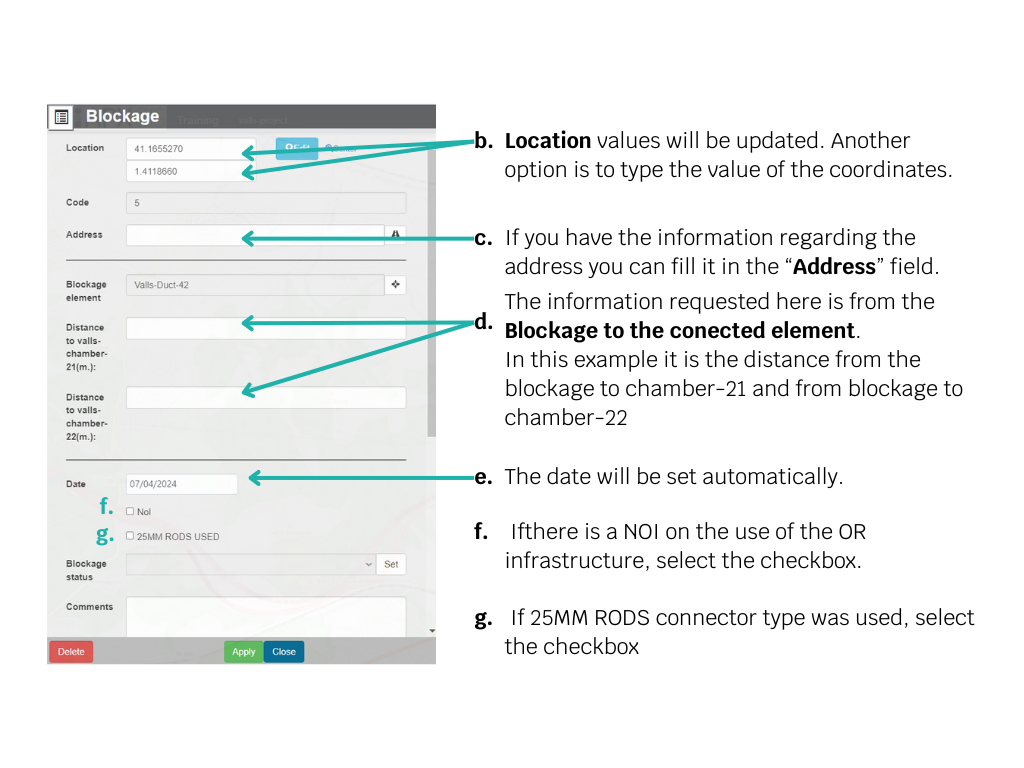 Blockage
Location
41.1655270
1.4118660
Code
5
Address
Blockage
element
Valls-Duct-42
Distance
to valls-
chamber-
21(m.):
Distance
to valls-
chamber-
22(m.):
Date
07/04/2024
f.
NoI
g.
25MM RODS USED
Blockage
status
Set
Comments
Delete
Apply
Close
b. Location values will be updated. Another
option is to type the value of the coordinates.
c. If you have the information regarding the
address you can fill it in the “Address” field.
d. The information requested here is from the
Blockage to the conected element.
In this example it is the distance from the
blockage to chamber-21 and from blockage to
chamber-22
e. The date will be set automatically.
f. Ifthere is a NOI on the use of the OR
infrastructure, select the checkbox.
g. If 25MM RODS connector type was used, select
the checkbox